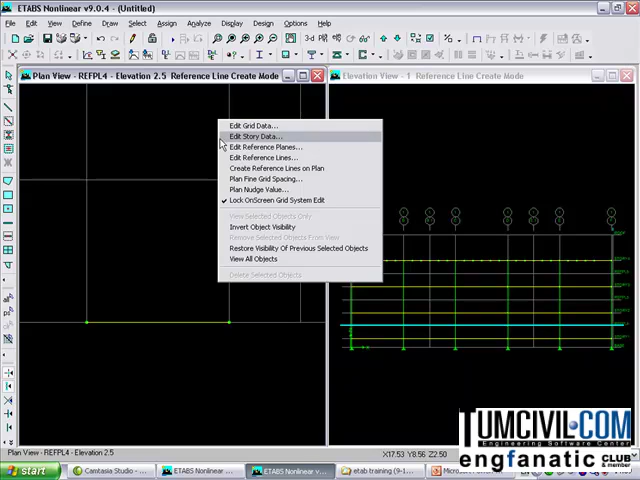 ETABS Nonlinear v9.0.4 - (Untitled)
File Edit View Define Draw Select Assign Analyze Display Design Options Help
Plan View - REFPL4 - Elevation 2.5 Reference Line Create Mode
Elevation View - 1 Reference Line Create Mode
Edit Grid Data...
Edit Story Data...
Edit Reference Planes...
Edit Reference Lines...
Create Reference Lines on Plan
Plan Fine Grid Spacing...
Plan Nudge Value...
Lock OnScreen Grid System Edit
View Selected Objects Only
Invert Object Visibility
Remove Selected Objects From View
Restore Visibility Of Previous Selected Objects
View All Objects
Delete Selected Objects
TUMCIVIL.COM
Engineering Software Center
engfanatic CLUB
& member
Plan View - REFPL4 - Elevation 2.5
X17.53 Y8.56 Z2.50
start
Camtasia Studio - ...
ETABS Nonlinear ...
ETABS Nonlinear v...
etab training (9-1...
Microsoft